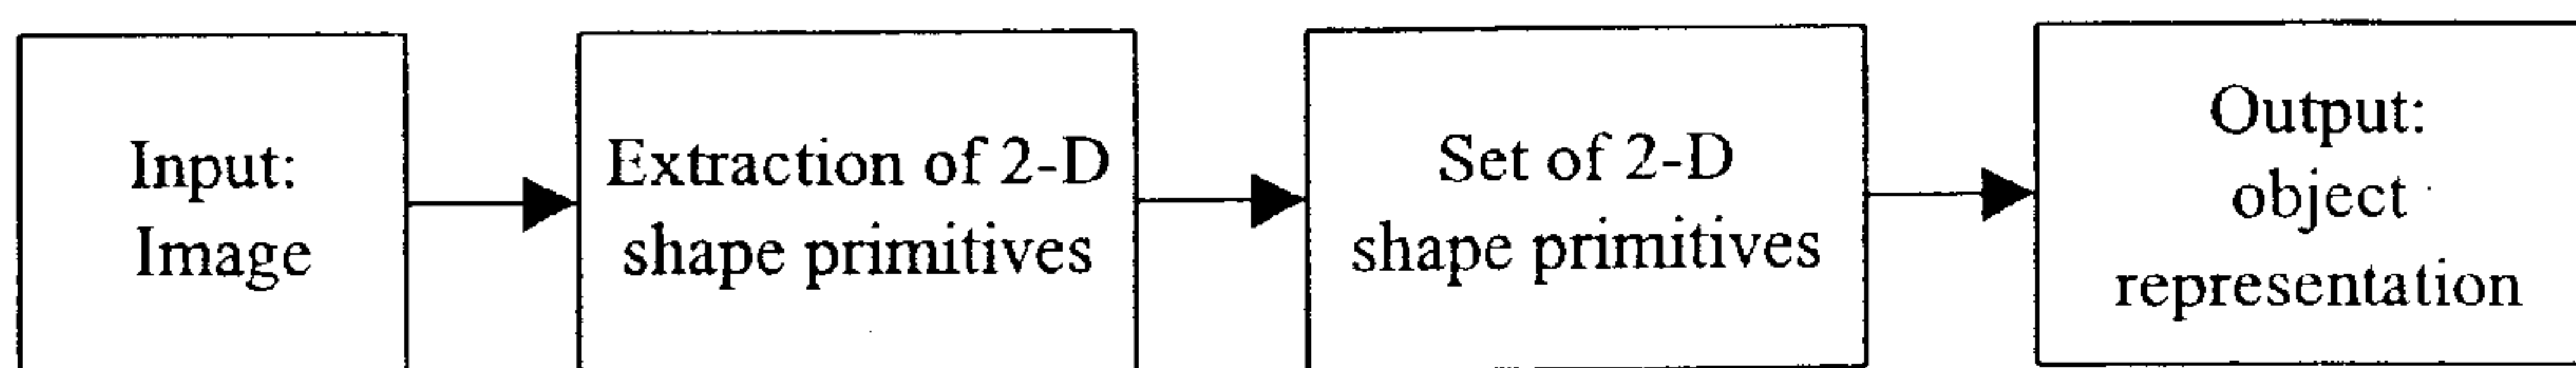 Input:
Image
Extraction of 2-D
shape primitives
Set of 2-D
shape primitives
Output:
object
representation